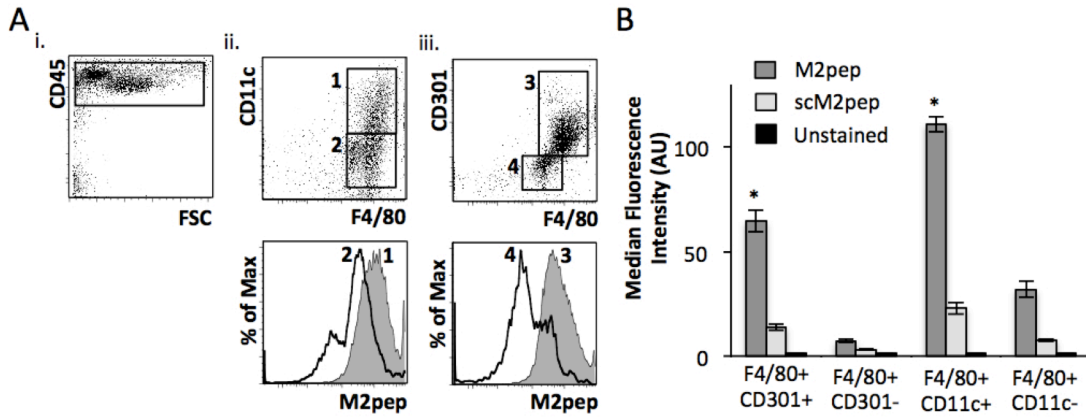 A
i.
CD45
FSC
ii.
CD11c
1
2
F4/80
iii.
CD301
3
4
F4/80
% of Max
2
1
M2pep
% of Max
4
3
M2pep
B
Median Fluorescence
Intensity (AU)
M2pep
scM2pep
Unstained
100
50
0
*
*
F4/80+
CD301+
F4/80+
CD301-
F4/80+
CD11c+
F4/80+
CD11c-